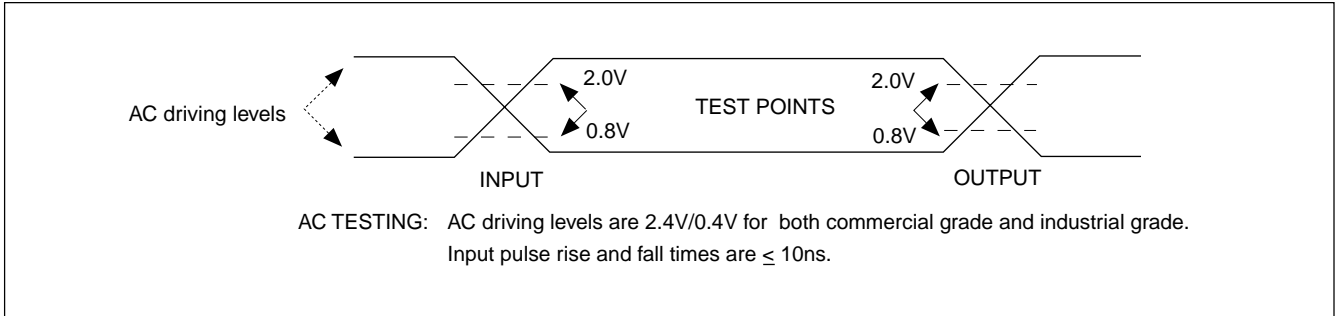 2.0V
2.0V
AC driving levels
TEST POINTS
0.8V
0.8V
INPUT
OUTPUT
AC TESTING: AC driving levels are 2.4V/0.4V for both commercial grade and industrial grade.
Input pulse rise and fall times are ≤ 10ns.